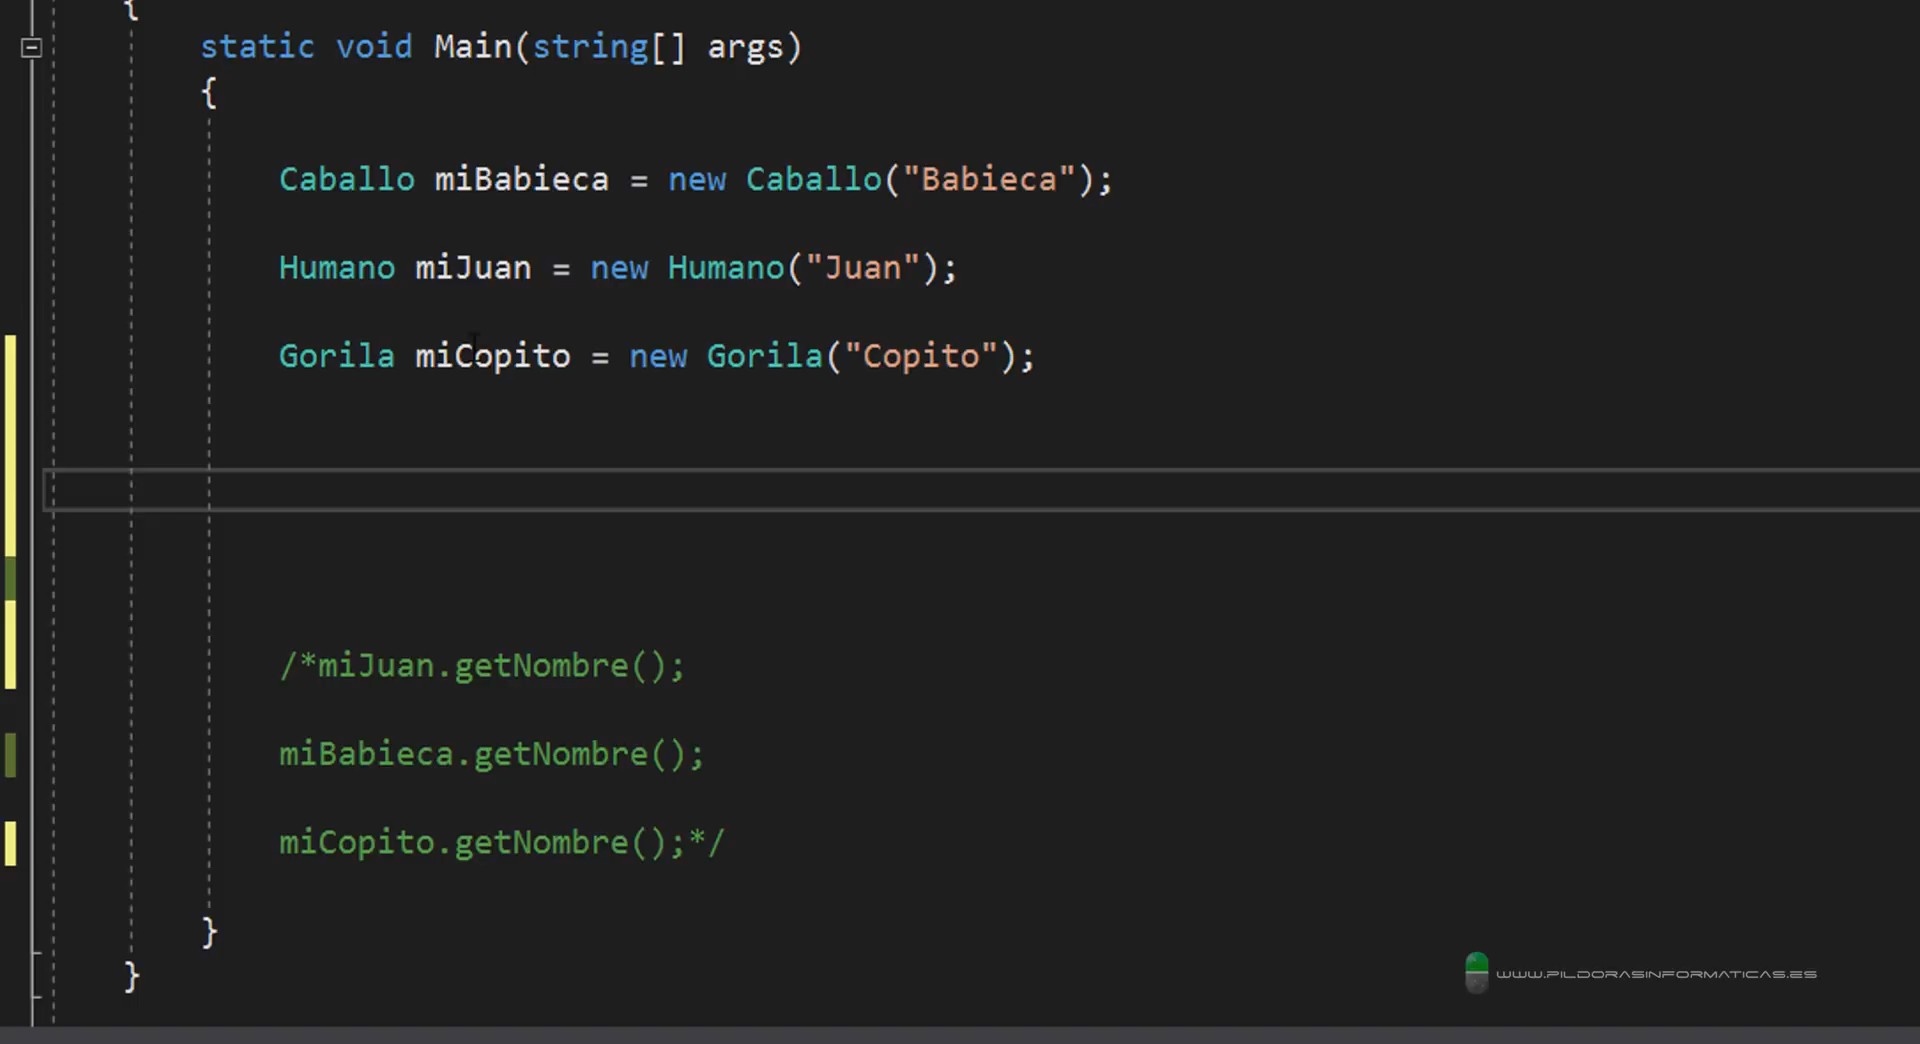 {
static void Main(string[] args)
{
Caballo miBabieca = new Caballo("Babieca");
Humano miJuan = new Humano("Juan");
Gorila miCopito = new Gorila("Copito");
/*miJuan.getNombre();
miBabieca.getNombre();
miCopito.getNombre();*/
}
}
WWW.PILDORASINFORMATICAS.ES